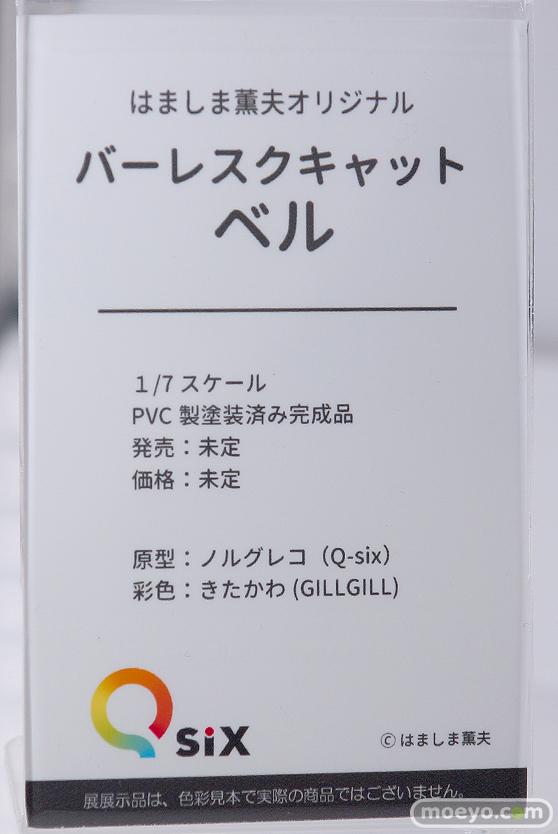 はましま薫夫オリジナル
バーレスクキャット
ベル
1/7 スケール
PVC 製塗装済み完成品
発売：未定
価格：未定
原型：ノルグレコ（Q-six）
彩色：きたかわ (GILLGILL)
Q siX
© はましま薫夫
展展示品は、色彩見本で実際の商品ではございません。
moeyo.com